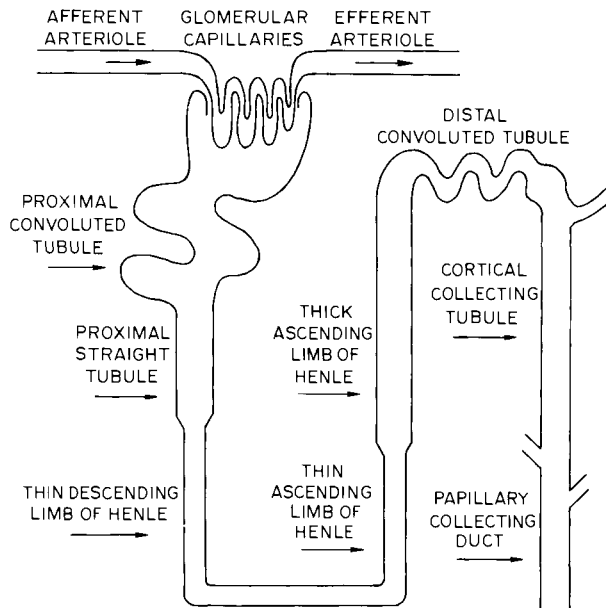 AFFERENT
ARTERIOLE
GLOMERULAR
CAPILLARIES
EFFERENT
ARTERIOLE
DISTAL
CONVOLUTED TUBULE
PROXIMAL
CONVOLUTED
TUBULE
CORTICAL
COLLECTING
TUBULE
PROXIMAL
STRAIGHT
TUBULE
THICK
ASCENDING
LIMB OF
HENLE
THIN DESCENDING
LIMB OF HENLE
THIN
ASCENDING
LIMB OF
HENLE
PAPILLARY
COLLECTING
DUCT